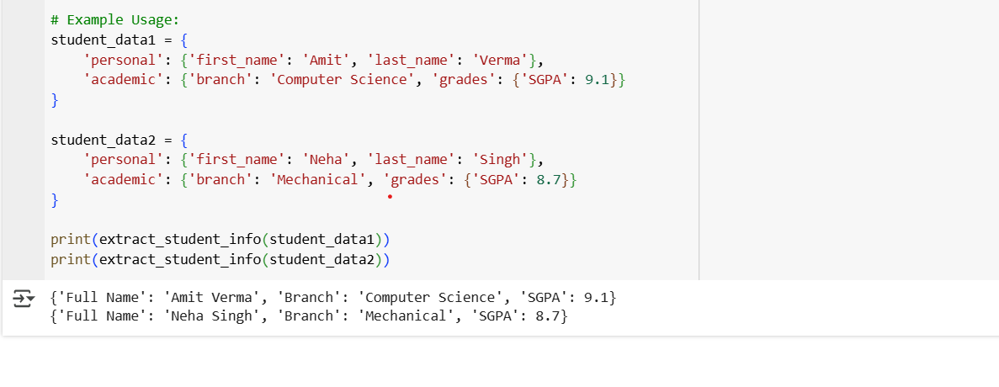 # Example Usage:
student_data1 = {
    'personal': {'first_name': 'Amit', 'last_name': 'Verma'},
    'academic': {'branch': 'Computer Science', 'grades': {'SGPA': 9.1}}
}
student_data2 = {
    'personal': {'first_name': 'Neha', 'last_name': 'Singh'},
    'academic': {'branch': 'Mechanical', 'grades': {'SGPA': 8.7}}
}
print(extract_student_info(student_data1))
print(extract_student_info(student_data2))
{'Full Name': 'Amit Verma', 'Branch': 'Computer Science', 'SGPA': 9.1}
{'Full Name': 'Neha Singh', 'Branch': 'Mechanical', 'SGPA': 8.7}